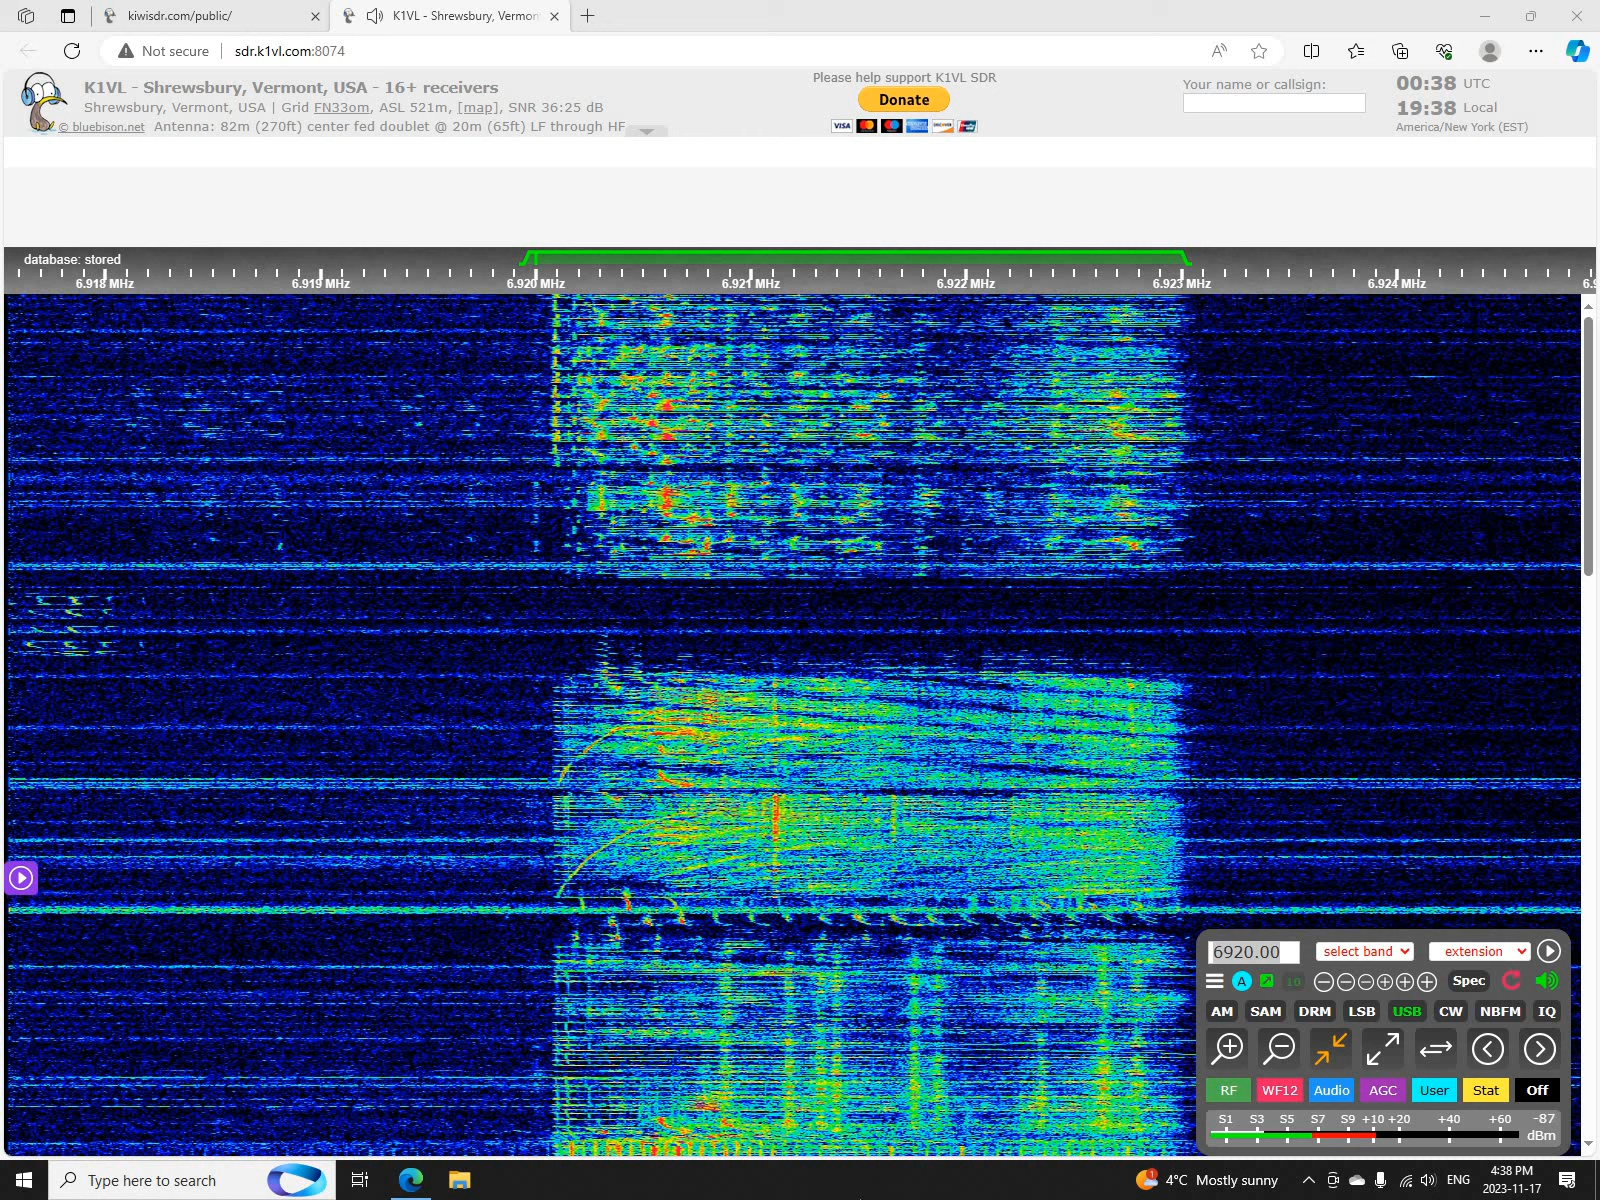 kiwisdr.com/public/
K1VL - Shrewsbury, Vermon
Not secure
sdr.k1vl.com:8074
K1VL - Shrewsbury, Vermont, USA - 16+ receivers
Shrewsbury, Vermont, USA | Grid FN33om, ASL 521m, [map], SNR 36:25 dB
© bluebison.net Antenna: 82m (270ft) center fed doublet @ 20m (65ft) LF through HF
Please help support K1VL SDR
Donate
VISA
Your name or callsign:
00:38 UTC
19:38 Local
America/New York (EST)
database: stored
6.918 MHz 6.919 MHz 6.920 MHz 6.921 MHz 6.922 MHz 6.923 MHz 6.924 MHz 6.9
6920.00 select band extension
A 10 Spec
AM SAM DRM LSB USB CW NBFM IQ
RF WF12 Audio AGC User Stat Off
S1 S3 S5 S7 S9 +10 +20 +40 +60 -87
dBm
Type here to search
1
4°C Mostly sunny
ENG
4:38 PM
2023-11-17